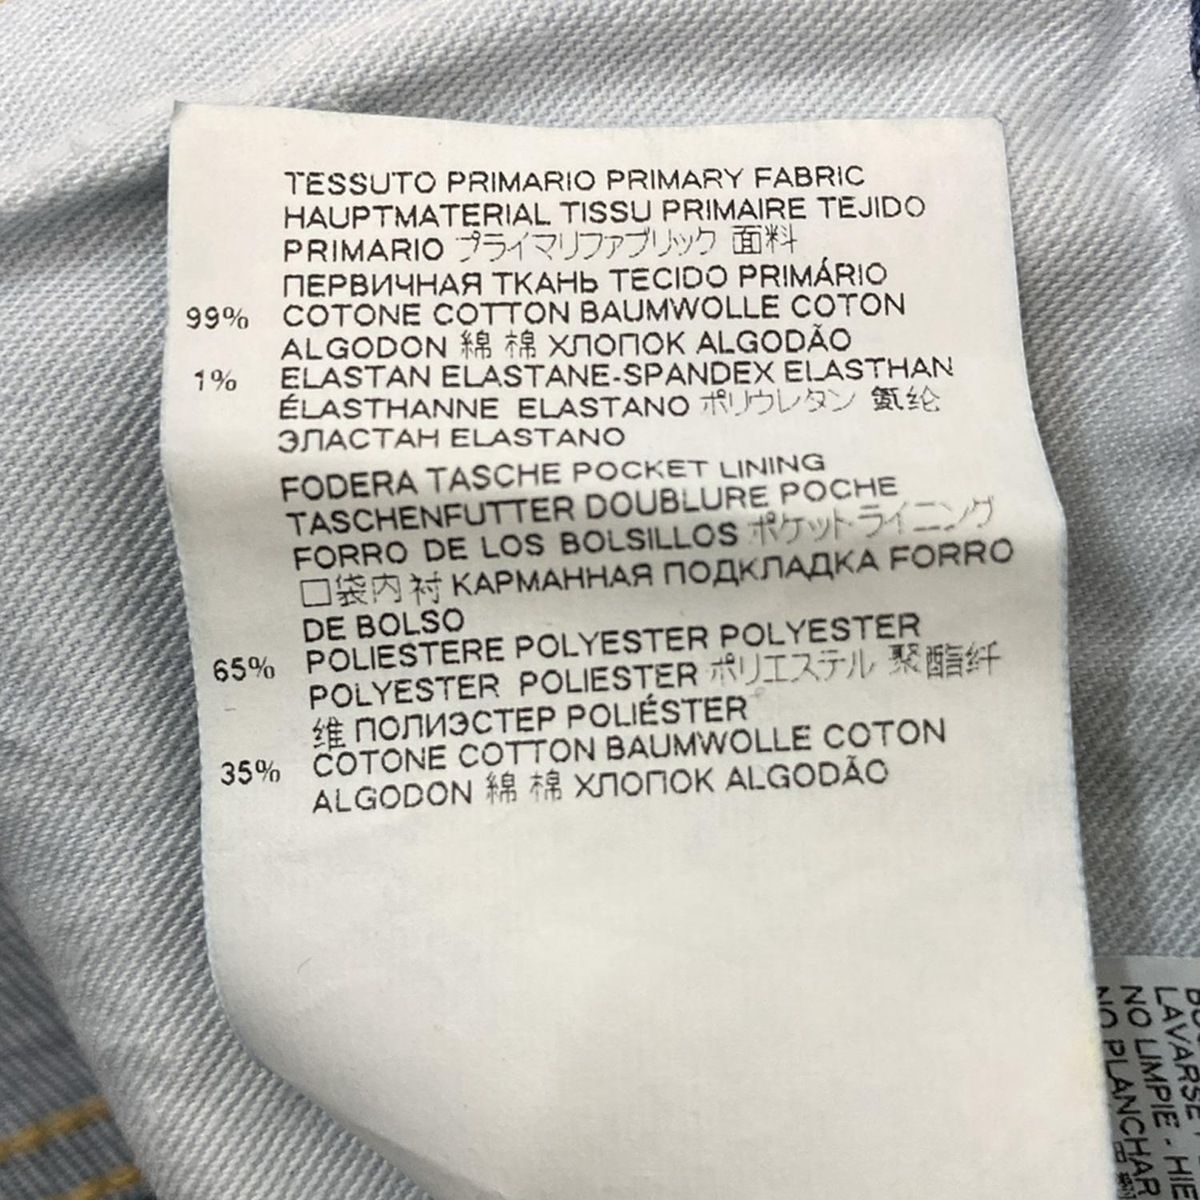 TESSUTO PRIMARIO PRIMARY FABRIC
HAUPTMATERIAL TISSU PRIMAIRE TEJIDO
PRIMARIO プライマリファブリック 面料
ПЕРВИЧНАЯ ТКАНЬ TECIDO PRIMÁRIO
99% COTONE COTTON BAUMWOLLE COTON
ALGODON 綿 棉 ХЛОПОК ALGODÃO
1% ELASTAN ELASTANE-SPANDEX ELASTHAN
ÉLASTHANNE ELASTANO ポリウレタン 氨纶
ЭЛАСТАН ELASTANO
FODERA TASCHE POCKET LINING
TASCHENFUTTER DOUBLURE POCHE
FORRO DE LOS BOLSILLOS ポケットライニング
口袋内衬 КАРМАННАЯ ПОДКЛАДКА FORRO
DE BOLSO
65% POLIESTERE POLYESTER POLYESTER
POLYESTER POLIESTER ポリエステル 聚酯纤
维 ПОЛИЭСТЕР POLIÉSTER
35% COTONE COTTON BAUMWOLLE COTON
ALGODON 綿 棉 ХЛОПОК ALGODÃO
LAVARSE
NO LIMPIE - HIE
NO PLANCHAR